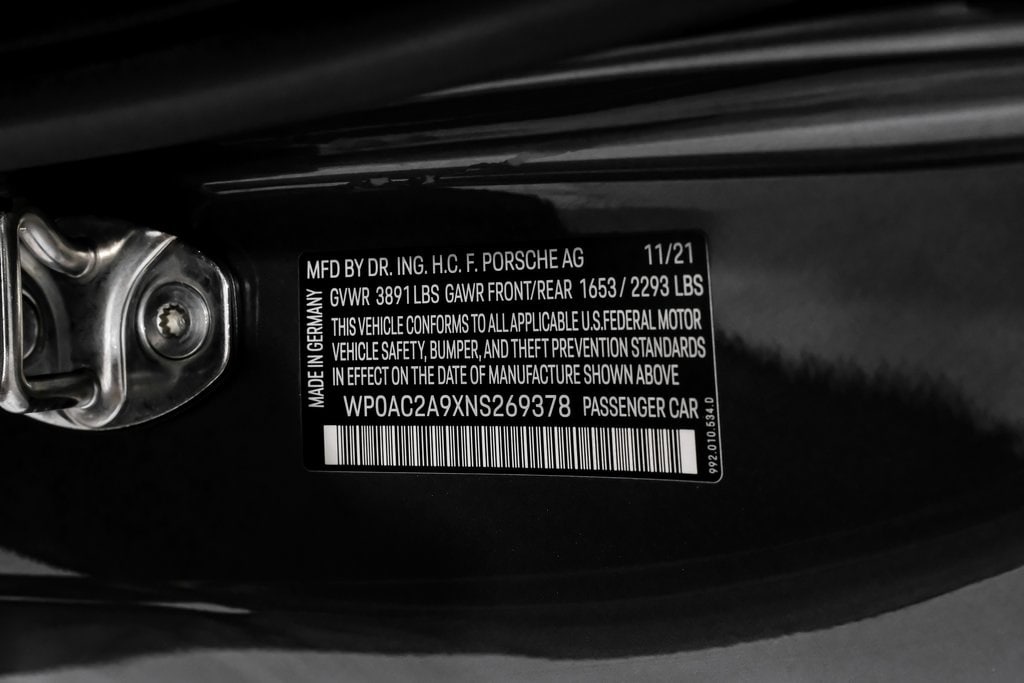 MFD BY DR. ING. H.C. F. PORSCHE AG 11/21
GVWR 3891 LBS GAWR FRONT/REAR 1653 / 2293 LBS
THIS VEHICLE CONFORMS TO ALL APPLICABLE U.S.FEDERAL MOTOR
VEHICLE SAFETY, BUMPER, AND THEFT PREVENTION STANDARDS
IN EFFECT ON THE DATE OF MANUFACTURE SHOWN ABOVE
WP0AC2A9XNS269378 PASSENGER CAR
MADE IN GERMANY
992.010.534.D